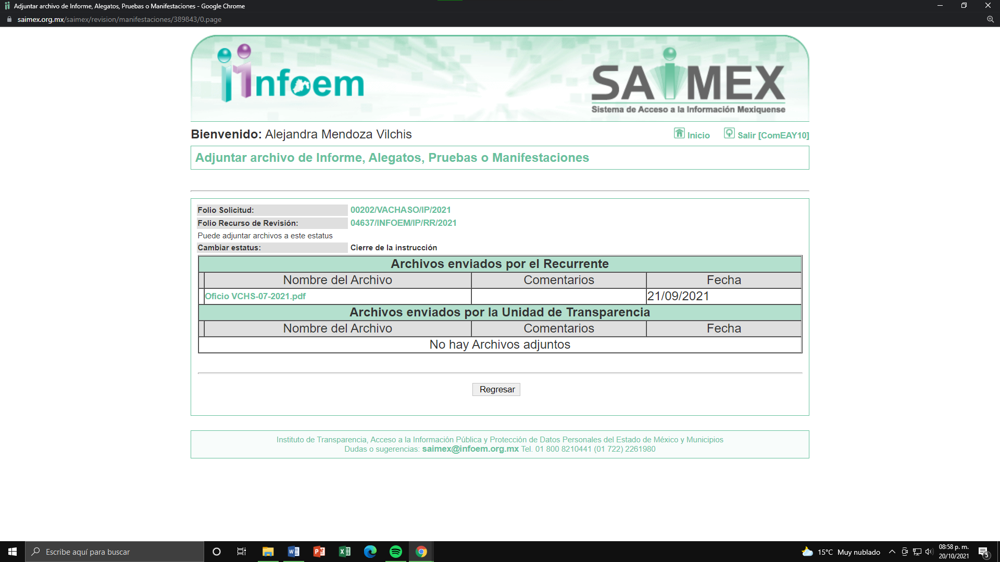 Adjuntar archivo de Informe, Alegatos, Pruebas o Manifestaciones - Google Chrome
saimex.org.mx/saimex/revision/manifestaciones/389843/0.page
infoem
SAIMEX
Sistema de Acceso a la Información Mexiquense
Bienvenido: Alejandra Mendoza Vilchis
Inicio Salir [ComEAY10]
Adjuntar archivo de Informe, Alegatos, Pruebas o Manifestaciones
Folio Solicitud: 00202/VACHASO/IP/2021
Folio Recurso de Revisión: 04637/INFOEM/IP/RR/2021
Puede adjuntar archivos a este estatus
Cambiar estatus: Cierre de la instrucción
Archivos enviados por el Recurrente
Nombre del Archivo Comentarios Fecha
Oficio VCHS-07-2021.pdf 21/09/2021
Archivos enviados por la Unidad de Transparencia
Nombre del Archivo Comentarios Fecha
No hay Archivos adjuntos
Regresar
Instituto de Transparencia, Acceso a la Información Pública y Protección de Datos Personales del Estado de México y Municipios
Dudas o sugerencias: saimex@infoem.org.mx Tel. 01 800 8210441 (01 722) 2261980
Escribe aquí para buscar
15°C Muy nublado
08:58 p. m.
20/10/2021
5